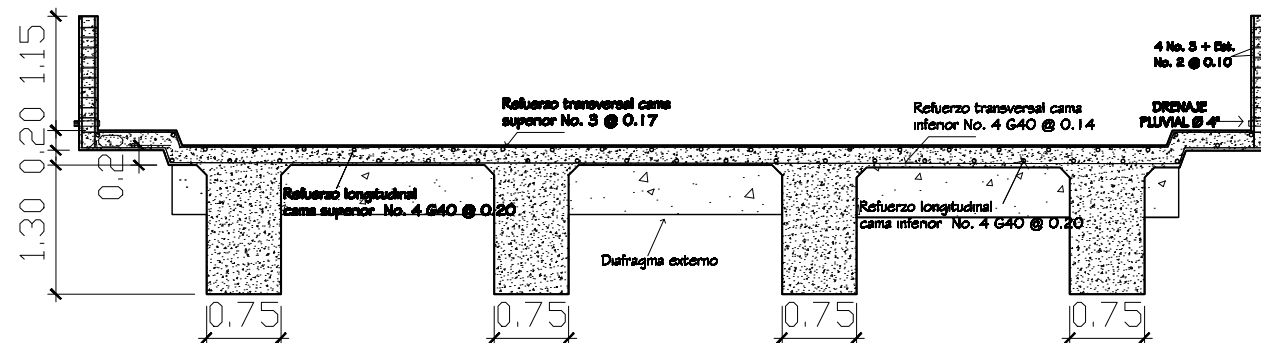 1.15
0.20
0.20
1.30
4 No. 3 + Est.
No. 2 @ 0.10
DRENAJE
PLUVIAL Ø 4"
Refuerzo transversal cama
superior No. 3 @ 0.17
Refuerzo transversal cama
inferior No. 4 G40 @ 0.14
Refuerzo longitudinal
cama superior No. 4 G40 @ 0.20
Refuerzo longitudinal
cama inferior No. 4 G40 @ 0.20
Diafragma externo
0.75
0.75
0.75
0.75